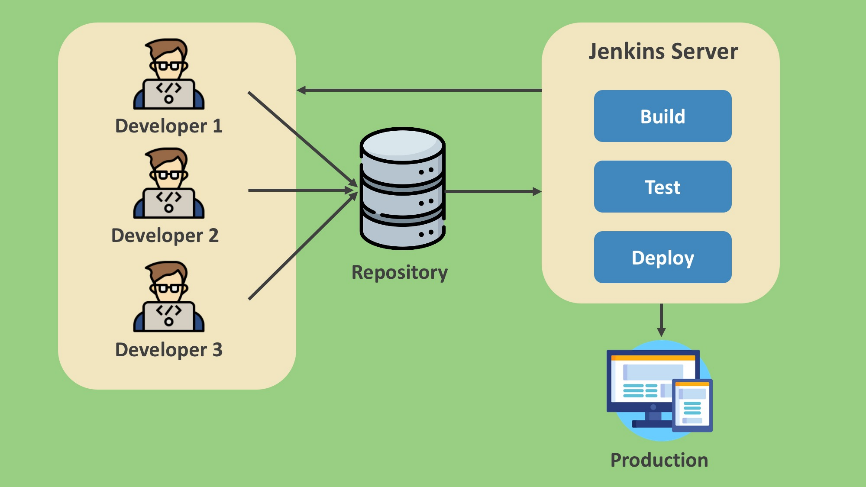 Jenkins Server
Build
Developer 1
Test
Developer 2
Deploy
Repository
Developer 3
Production